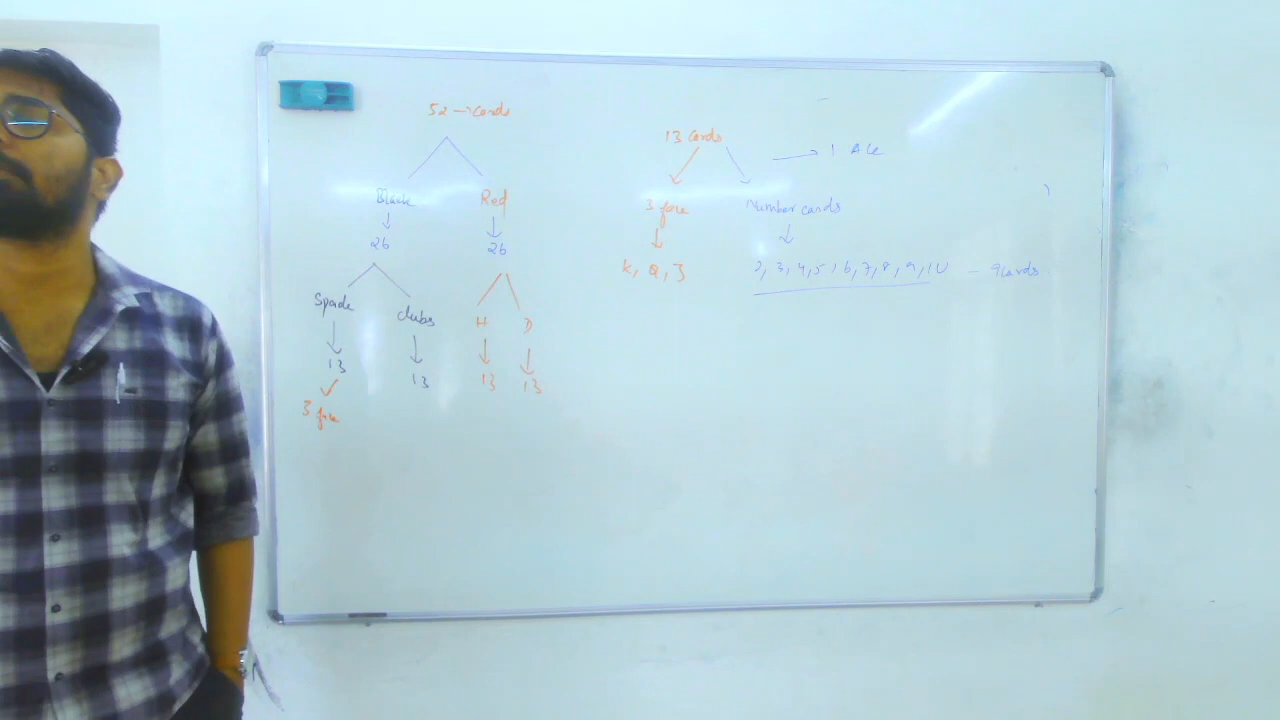 52 → cards
Black Red
26 26
Spade clubs H D
13 13 13 13
3 face
13 cards
→ 1 Ace
3 face Number cards
K, Q, J 2, 3, 4, 5, 6, 7, 8, 9, 10 - 9 cards